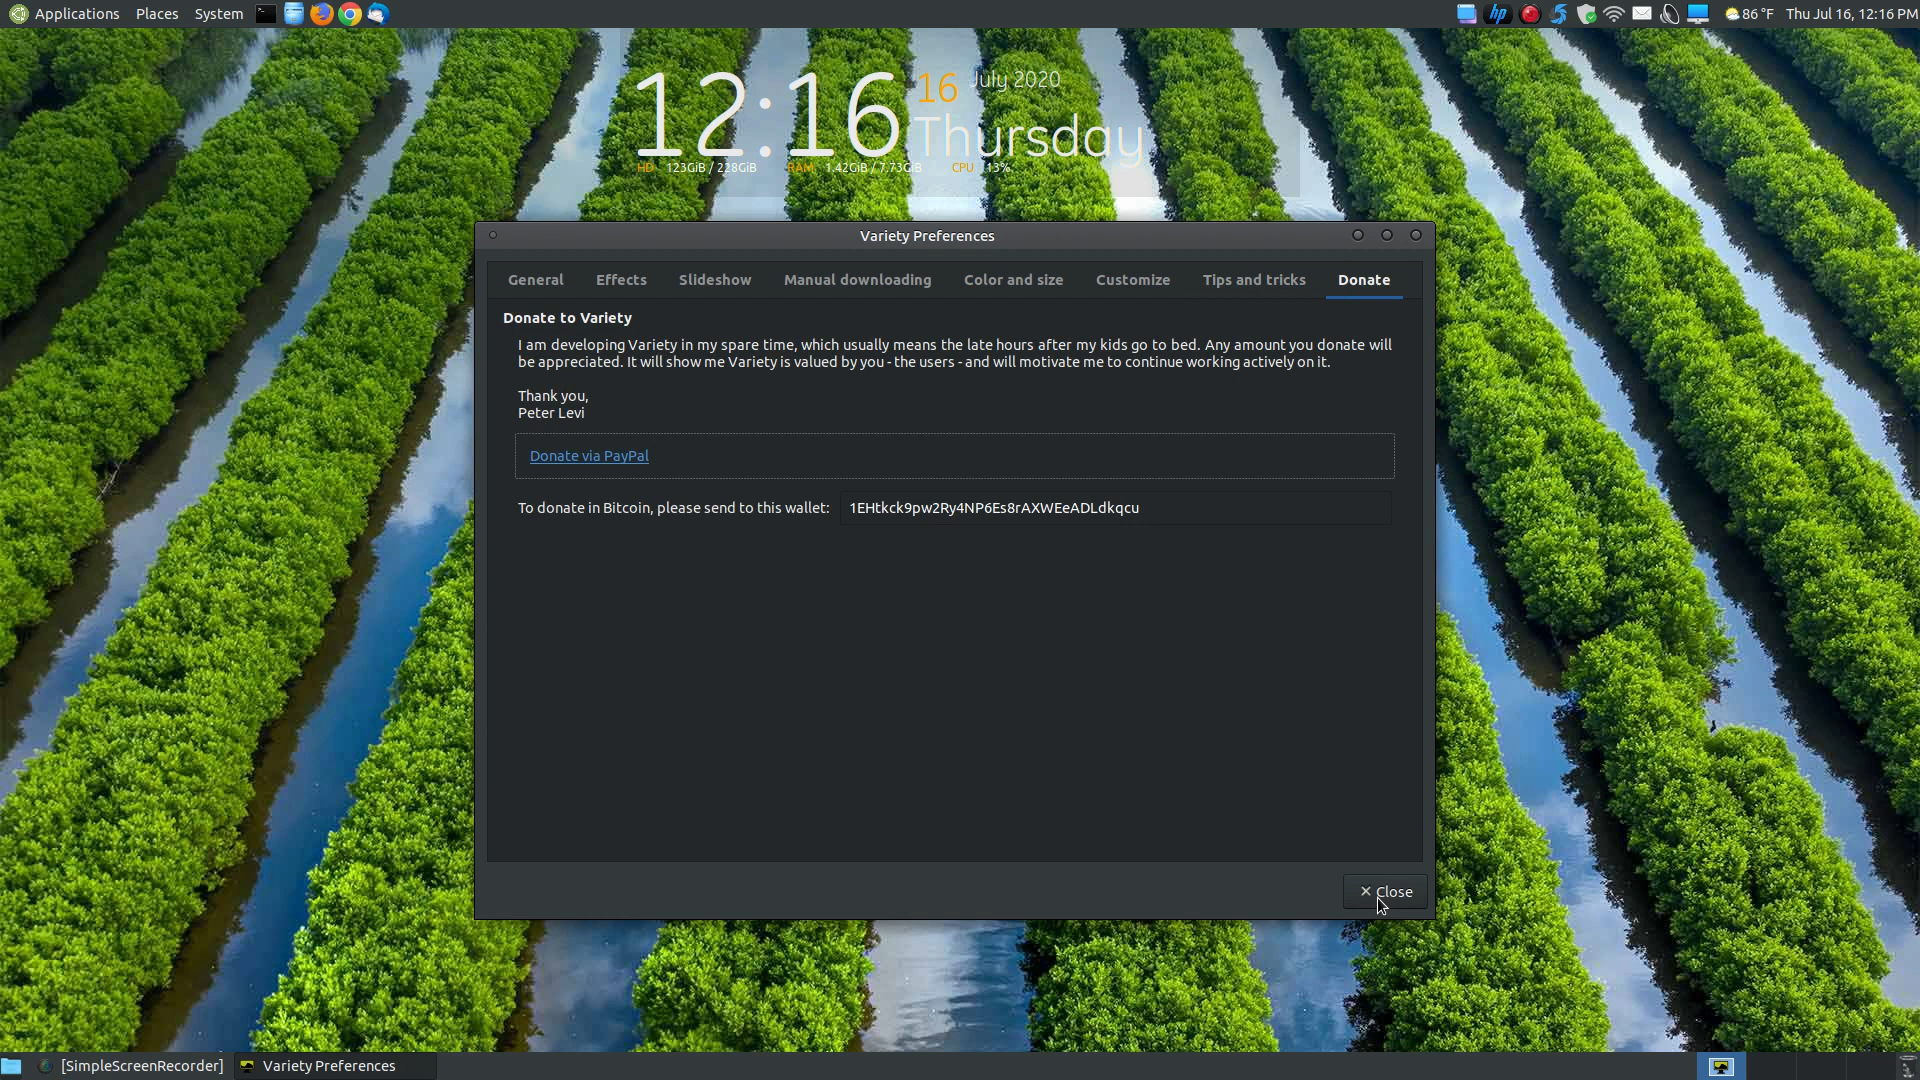 Applications Places System
hp
86 °F Thu Jul 16, 12:16 PM
12:16 16 July 2020
Thursday
HD 123GiB / 228GiB RAM 1.42GiB / 7.73GiB CPU 13%
Variety Preferences
General Effects Slideshow Manual downloading Color and size Customize Tips and tricks Donate
Donate to Variety
I am developing Variety in my spare time, which usually means the late hours after my kids go to bed. Any amount you donate will
be appreciated. It will show me Variety is valued by you - the users - and will motivate me to continue working actively on it.
Thank you,
Peter Levi
Donate via PayPal
To donate in Bitcoin, please send to this wallet: 1EHtkck9pw2Ry4NP6Es8rAXWEeADLdkqcu
Close
[SimpleScreenRecorder] Variety Preferences